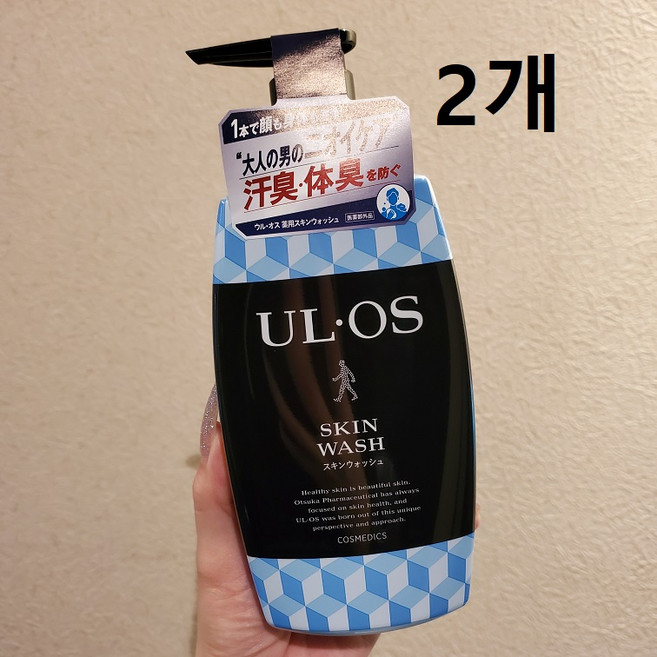 2개
1本で顔も身体も
"大人の男のニオイケア"
汗臭・体臭を防ぐ
ウル・オス 薬用スキンウォッシュ 医薬部外品
UL·OS
SKIN
WASH
スキンウォッシュ
Healthy skin is beautiful skin.
Otsuka Pharmaceutical has always
focused on skin health, and
UL·OS was born out of this unique
perspective and approach.
COSMEDICS